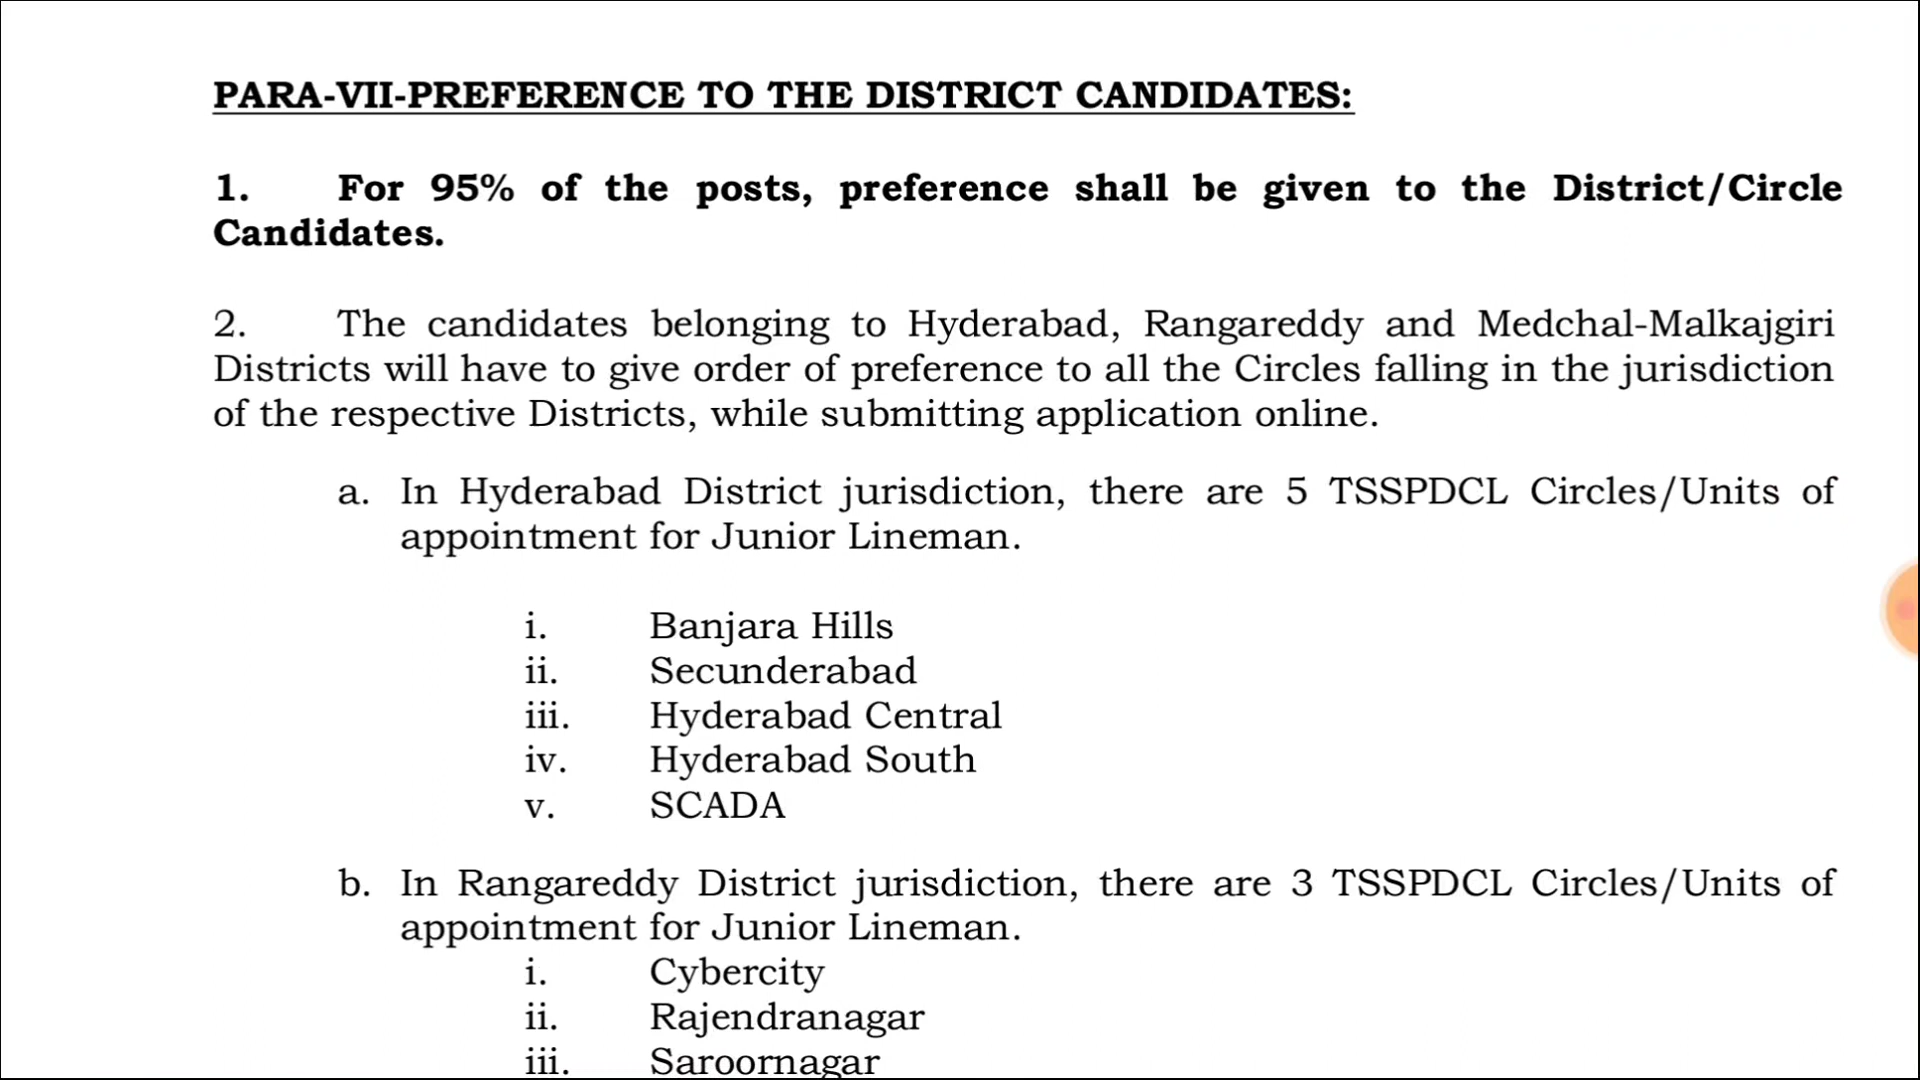 PARA-VII-PREFERENCE TO THE DISTRICT CANDIDATES:
1. For 95% of the posts, preference shall be given to the District/Circle
Candidates.
2. The candidates belonging to Hyderabad, Rangareddy and Medchal-Malkajgiri
Districts will have to give order of preference to all the Circles falling in the jurisdiction
of the respective Districts, while submitting application online.
a. In Hyderabad District jurisdiction, there are 5 TSSPDCL Circles/Units of
appointment for Junior Lineman.
i. Banjara Hills
ii. Secunderabad
iii. Hyderabad Central
iv. Hyderabad South
v. SCADA
b. In Rangareddy District jurisdiction, there are 3 TSSPDCL Circles/Units of
appointment for Junior Lineman.
i. Cybercity
ii. Rajendranagar
iii. Saroornagar